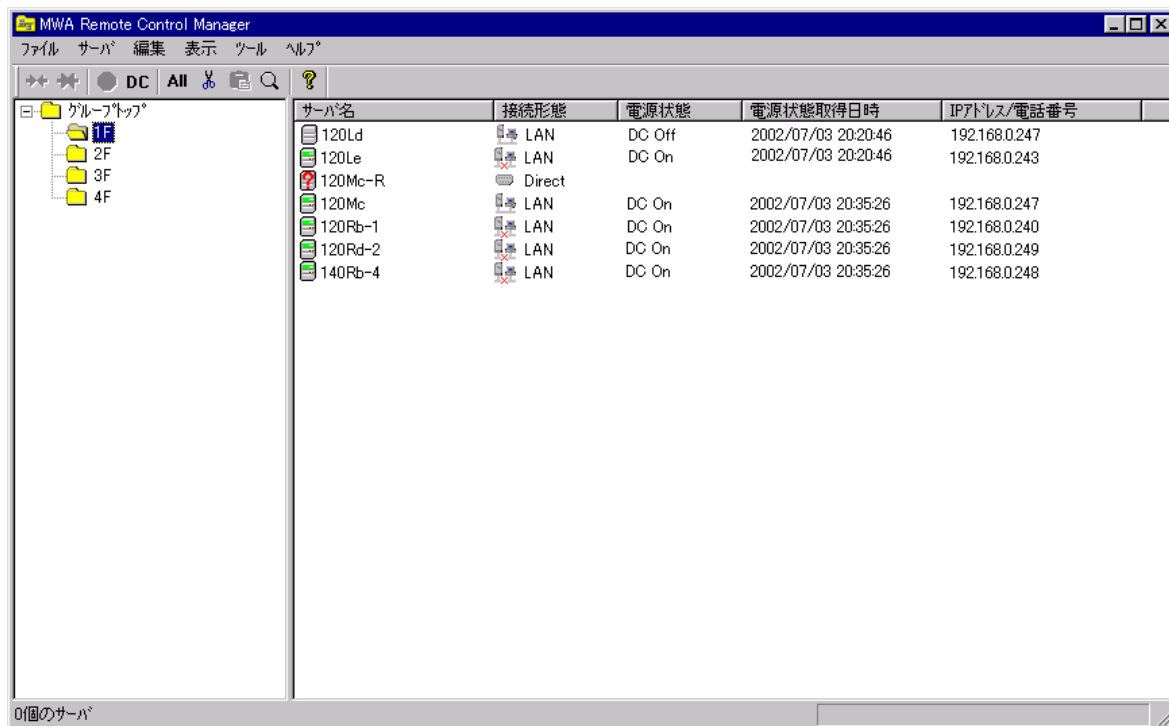 MWA Remote Control Manager
ﾌｧｲﾙ ｻｰﾊﾞ 編集 表示 ﾂｰﾙ ﾍﾙﾌﾟ
DC All
ｸﾞﾙｰﾌﾟﾄｯﾌﾟ
1F
2F
3F
4F
ｻｰﾊﾞ名 接続形態 電源状態 電源状態取得日時 IPｱﾄﾞﾚｽ/電話番号
120Ld LAN DC Off 2002/07/03 20:20:46 192.168.0.247
120Le LAN DC On 2002/07/03 20:20:46 192.168.0.243
120Mc-R Direct
120Mc LAN DC On 2002/07/03 20:35:26 192.168.0.247
120Rb-1 LAN DC On 2002/07/03 20:35:26 192.168.0.240
120Rd-2 LAN DC On 2002/07/03 20:35:26 192.168.0.249
140Rb-4 LAN DC On 2002/07/03 20:35:26 192.168.0.248
0個のｻｰﾊﾞ